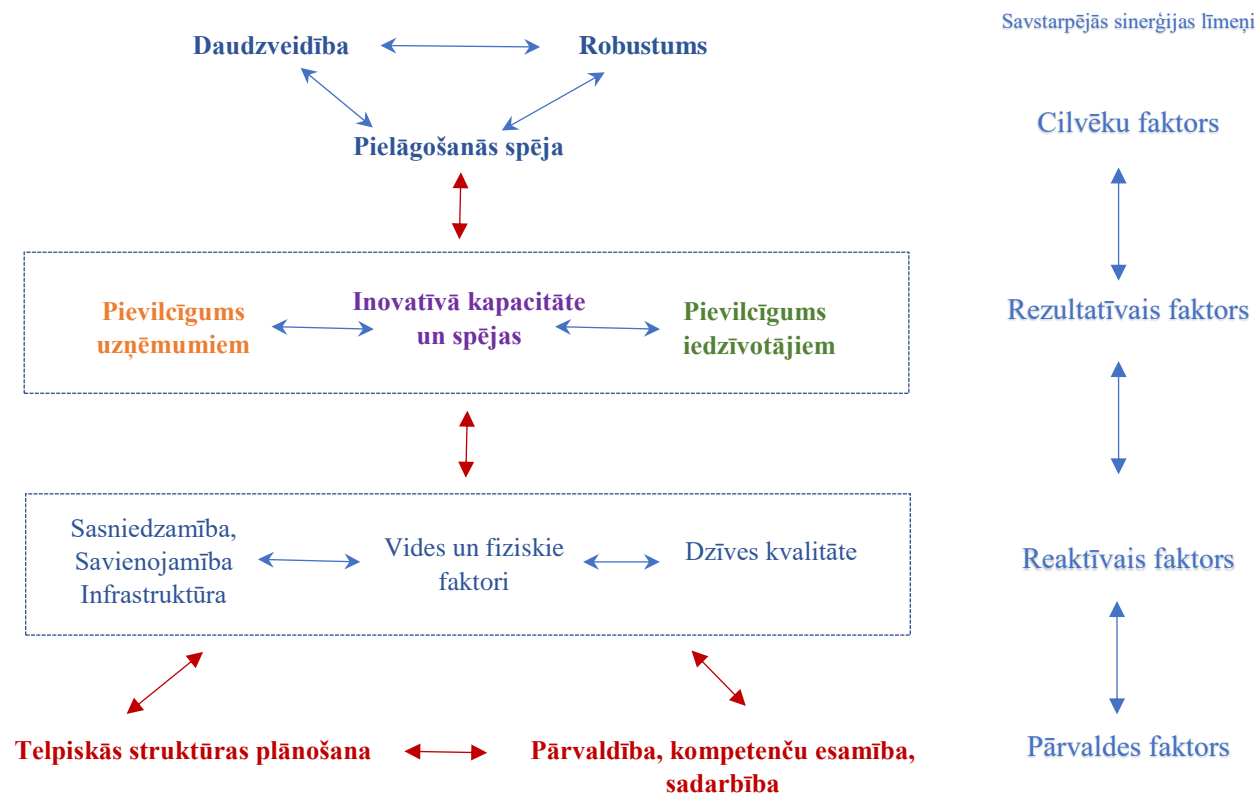 Savstarpējās sinerģijas līmeņi
Daudzveidība
Robustums
Pielāgošanās spēja
Cilvēku faktors
Pievilcīgums
uzņēmumiem
Inovatīvā kapacitāte
un spējas
Pievilcīgums
iedzīvotājiem
Rezultatīvais faktors
Sasniedzamība,
Savienojamība
Infrastruktūra
Vides un fiziskie
faktori
Dzīves kvalitāte
Reaktīvais faktors
Telpiskās struktūras plānošana
Pārvaldība, kompetenču esamība,
sadarbība
Pārvaldes faktors